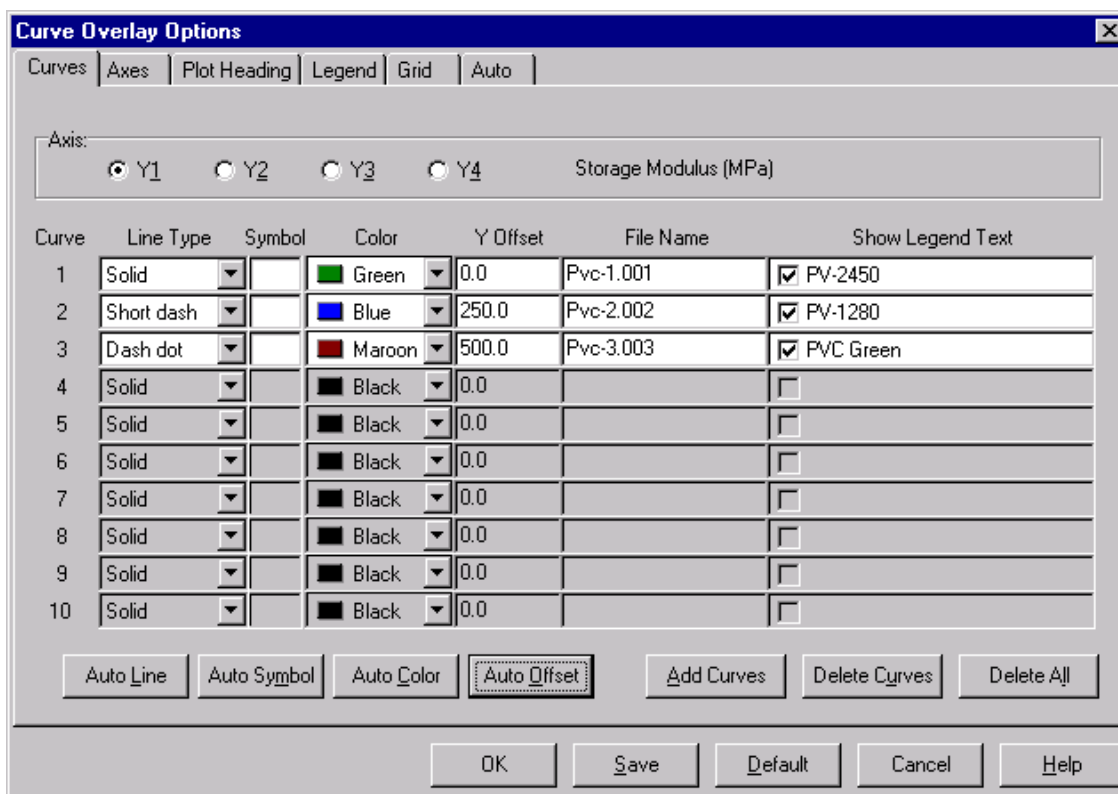 Curve Overlay Options
Curves Axes Plot Heading Legend Grid Auto
Axis:
Y1 Y2 Y3 Y4 Storage Modulus (MPa)
Curve Line Type Symbol Color Y Offset File Name Show Legend Text
1 Solid Green 0.0 Pvc-1.001 PV-2450
2 Short dash Blue 250.0 Pvc-2.002 PV-1280
3 Dash dot Maroon 500.0 Pvc-3.003 PVC Green
4 Solid Black 0.0
5 Solid Black 0.0
6 Solid Black 0.0
7 Solid Black 0.0
8 Solid Black 0.0
9 Solid Black 0.0
10 Solid Black 0.0
Auto Line Auto Symbol Auto Color Auto Offset Add Curves Delete Curves Delete All
OK Save Default Cancel Help